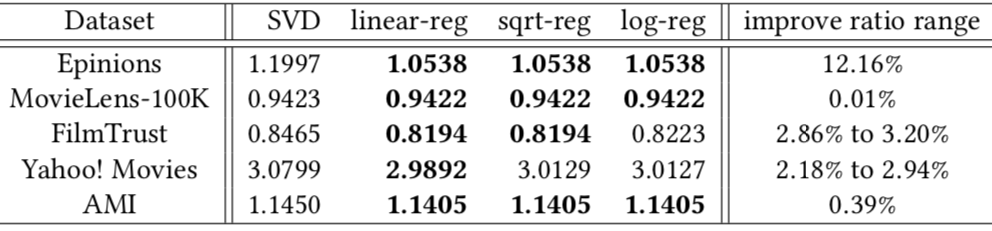 Dataset SVD linear-reg sqrt-reg log-reg improve ratio range
Epinions 1.1997 1.0538 1.0538 1.0538 12.16%
MovieLens-100K 0.9423 0.9422 0.9422 0.9422 0.01%
FilmTrust 0.8465 0.8194 0.8194 0.8223 2.86% to 3.20%
Yahoo! Movies 3.0799 2.9892 3.0129 3.0127 2.18% to 2.94%
AMI 1.1450 1.1405 1.1405 1.1405 0.39%